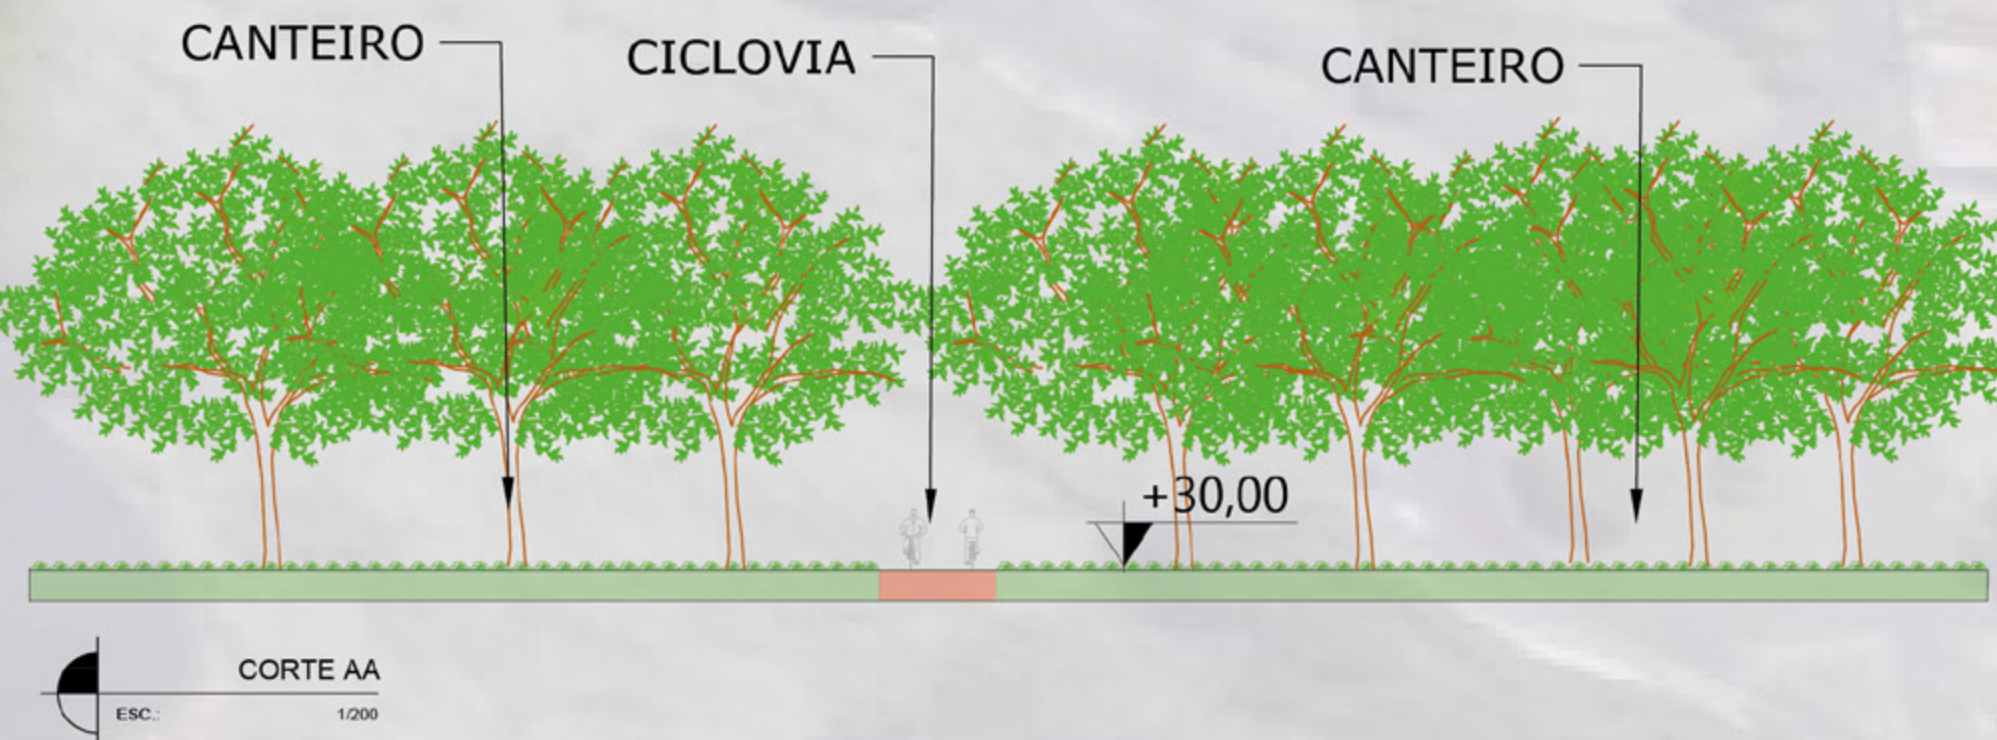 CANTEIRO
CICLOVIA
CANTEIRO
+30,00
CORTE AA
ESC.: 1/200